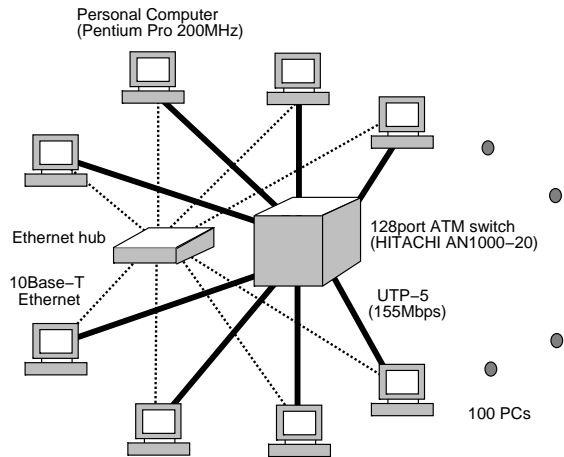 Personal Computer
(Pentium Pro 200MHz)
Ethernet hub
128port ATM switch
(HITACHI AN1000−20)
10Base−T
Ethernet
UTP−5
(155Mbps)
100 PCs